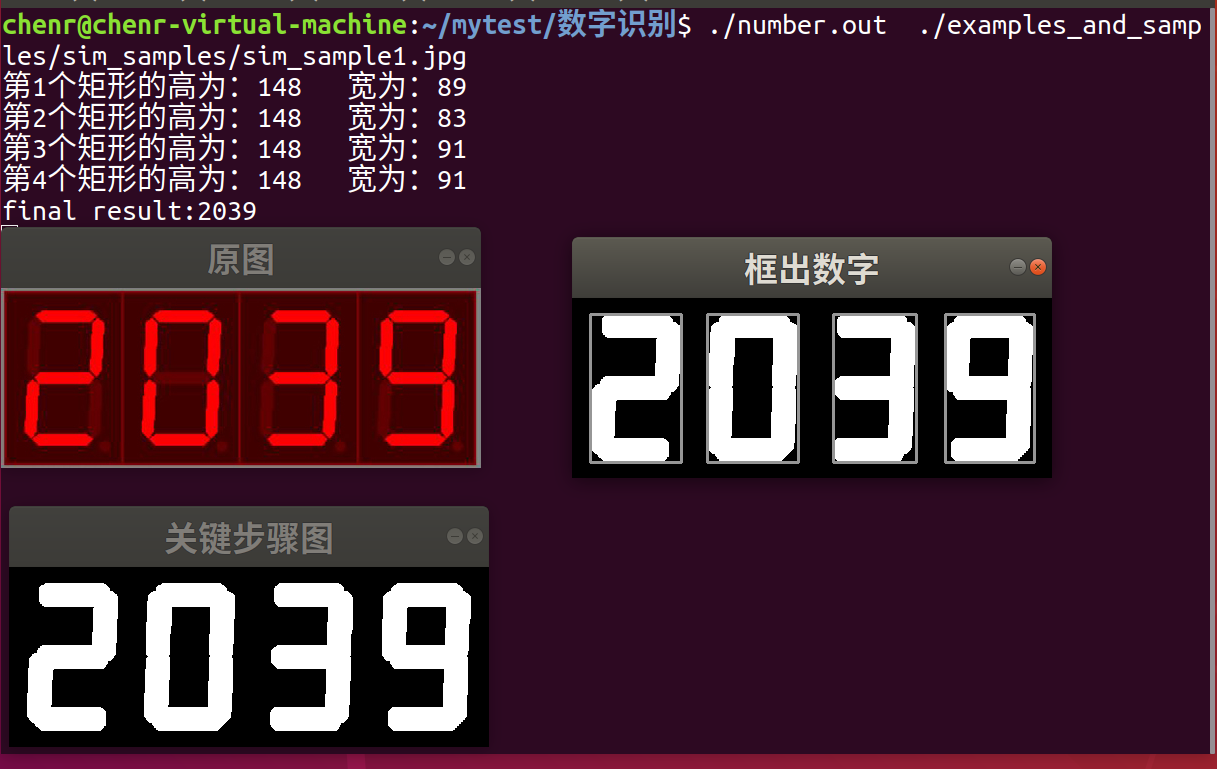 chenr@chenr-virtual-machine:~/mytest/数字识别$ ./number.out  ./examples_and_samp
les/sim_samples/sim_sample1.jpg
第1个矩形的高为：148   宽为：89
第2个矩形的高为：148   宽为：83
第3个矩形的高为：148   宽为：91
第4个矩形的高为：148   宽为：91
final result:2039
原图
2039
框出数字
2039
关键步骤图
2039